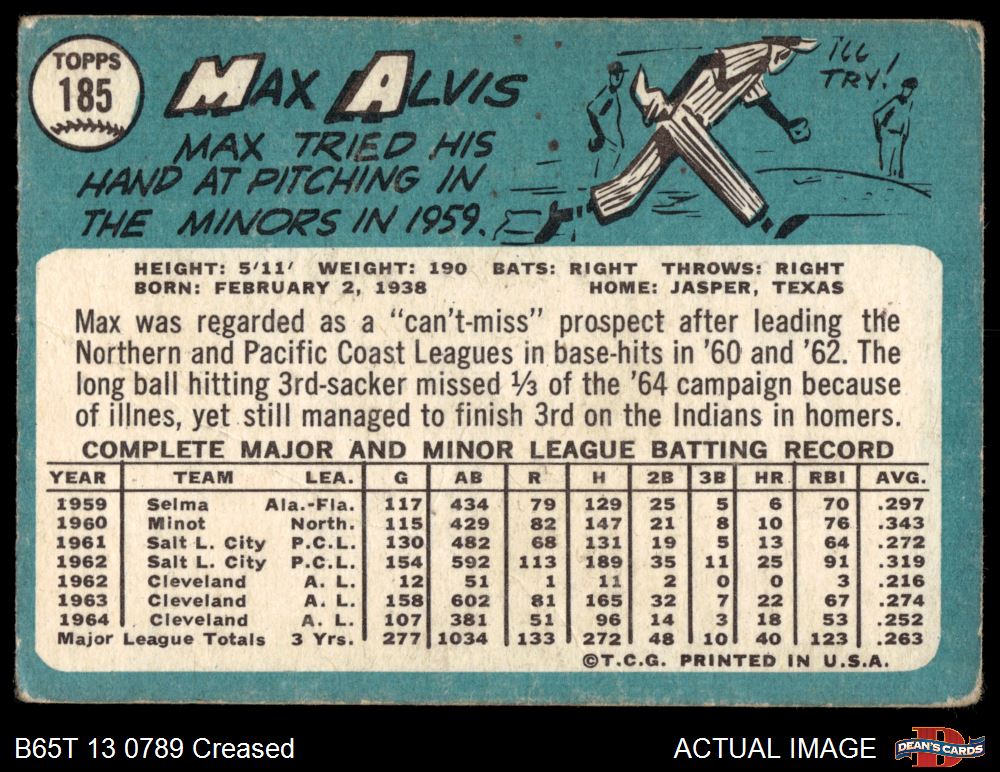 TOPPS
185
MAX ALVIS
MAX TRIED HIS
HAND AT PITCHING IN
THE MINORS IN 1959.
I'LL
TRY!
HEIGHT: 5'11' WEIGHT: 190 BATS: RIGHT THROWS: RIGHT
BORN: FEBRUARY 2, 1938 HOME: JASPER, TEXAS
Max was regarded as a "can't-miss" prospect after leading the
Northern and Pacific Coast Leagues in base-hits in '60 and '62. The
long ball hitting 3rd-sacker missed ⅓ of the '64 campaign because
of illnes, yet still managed to finish 3rd on the Indians in homers.
COMPLETE MAJOR AND MINOR LEAGUE BATTING RECORD
YEAR TEAM LEA. G AB R H 2B 3B HR RBI AVG.
1959 Selma Ala.-Fla. 117 434 79 129 25 5 6 70 .297
1960 Minot North. 115 429 82 147 21 8 10 76 .343
1961 Salt L. City P.C.L. 130 482 68 131 19 5 13 64 .272
1962 Salt L. City P.C.L. 154 592 113 189 35 11 25 91 .319
1962 Cleveland A. L. 12 51 1 11 2 0 0 3 .216
1963 Cleveland A. L. 158 602 81 165 32 7 22 67 .274
1964 Cleveland A. L. 107 381 51 96 14 3 18 53 .252
Major League Totals 3 Yrs. 277 1034 133 272 48 10 40 123 .263
©T.C.G. PRINTED IN U.S.A.
B65T 13 0789 Creased ACTUAL IMAGE DEAN'S CARDS